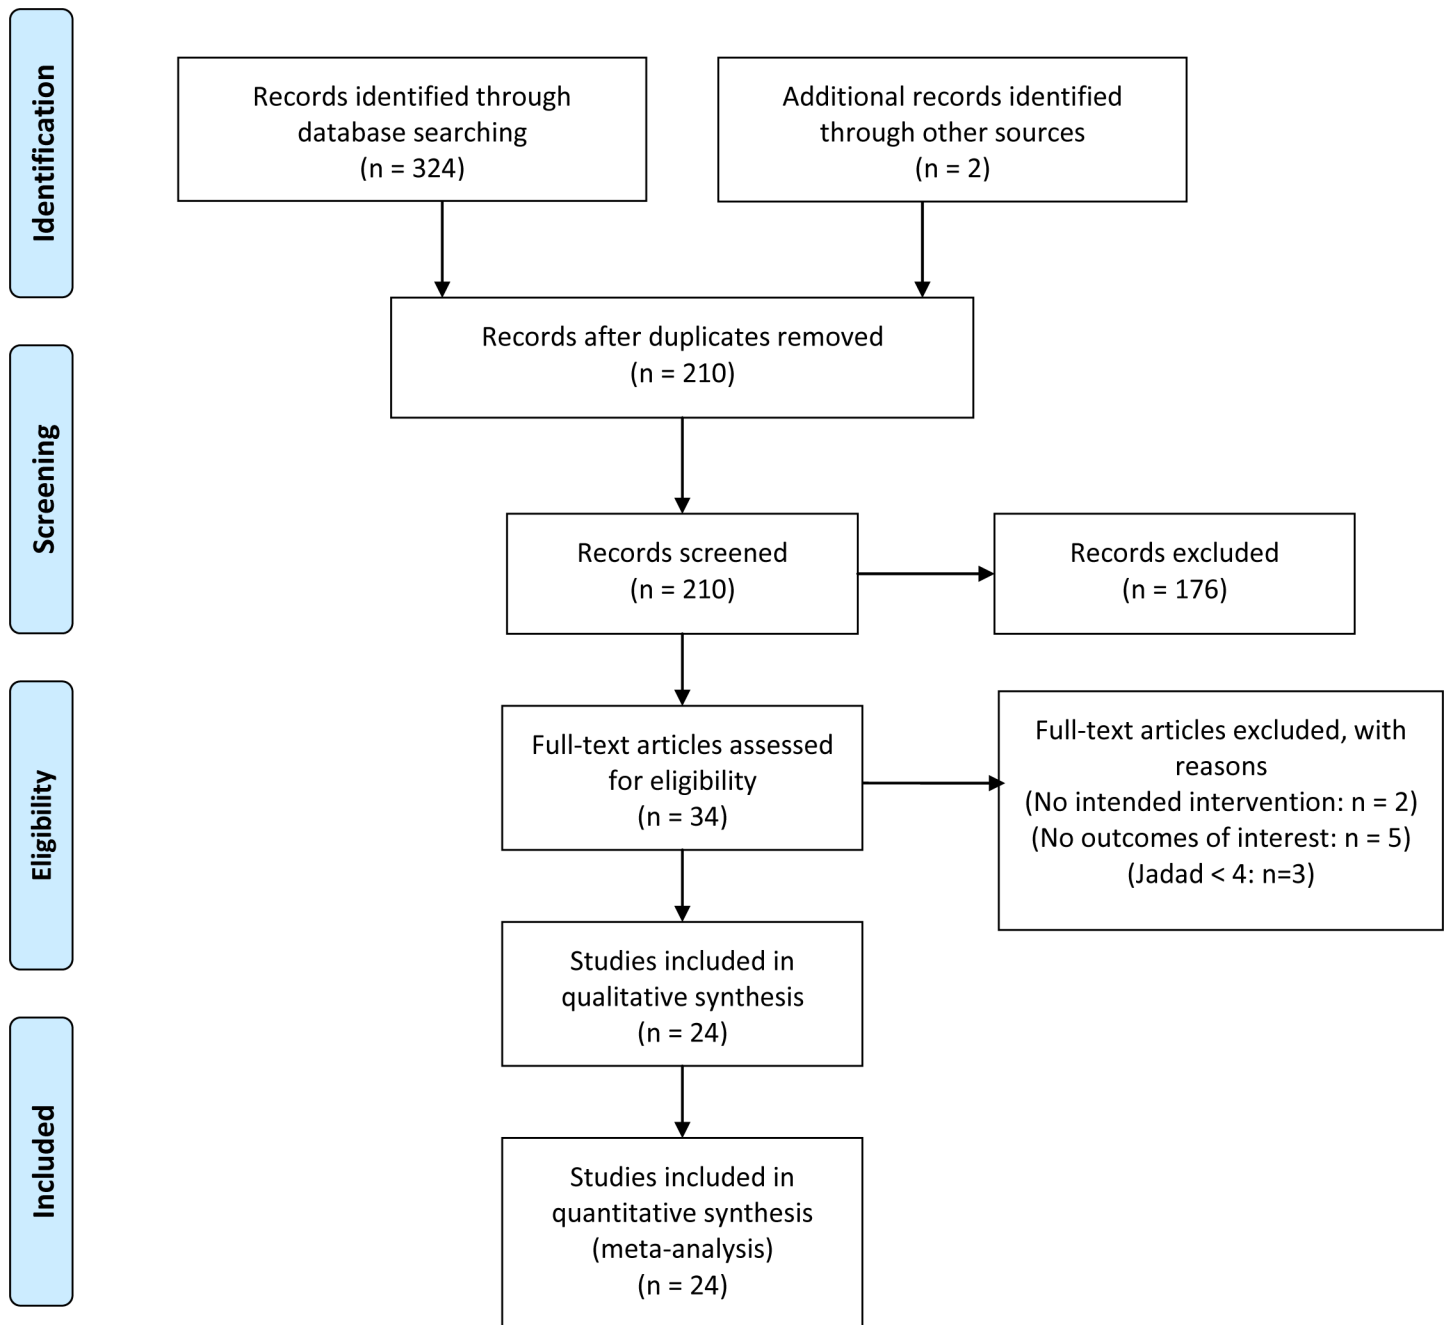 Identification
Records identified through
database searching
(n = 324)
Additional records identified
through other sources
(n = 2)
Records after duplicates removed
(n = 210)
Screening
Records screened
(n = 210)
Records excluded
(n = 176)
Eligibility
Full-text articles assessed
for eligibility
(n = 34)
Full-text articles excluded, with
reasons
(No intended intervention: n = 2)
(No outcomes of interest: n = 5)
(Jadad < 4: n=3)
Studies included in
qualitative synthesis
(n = 24)
Included
Studies included in
quantitative synthesis
(meta-analysis)
(n = 24)